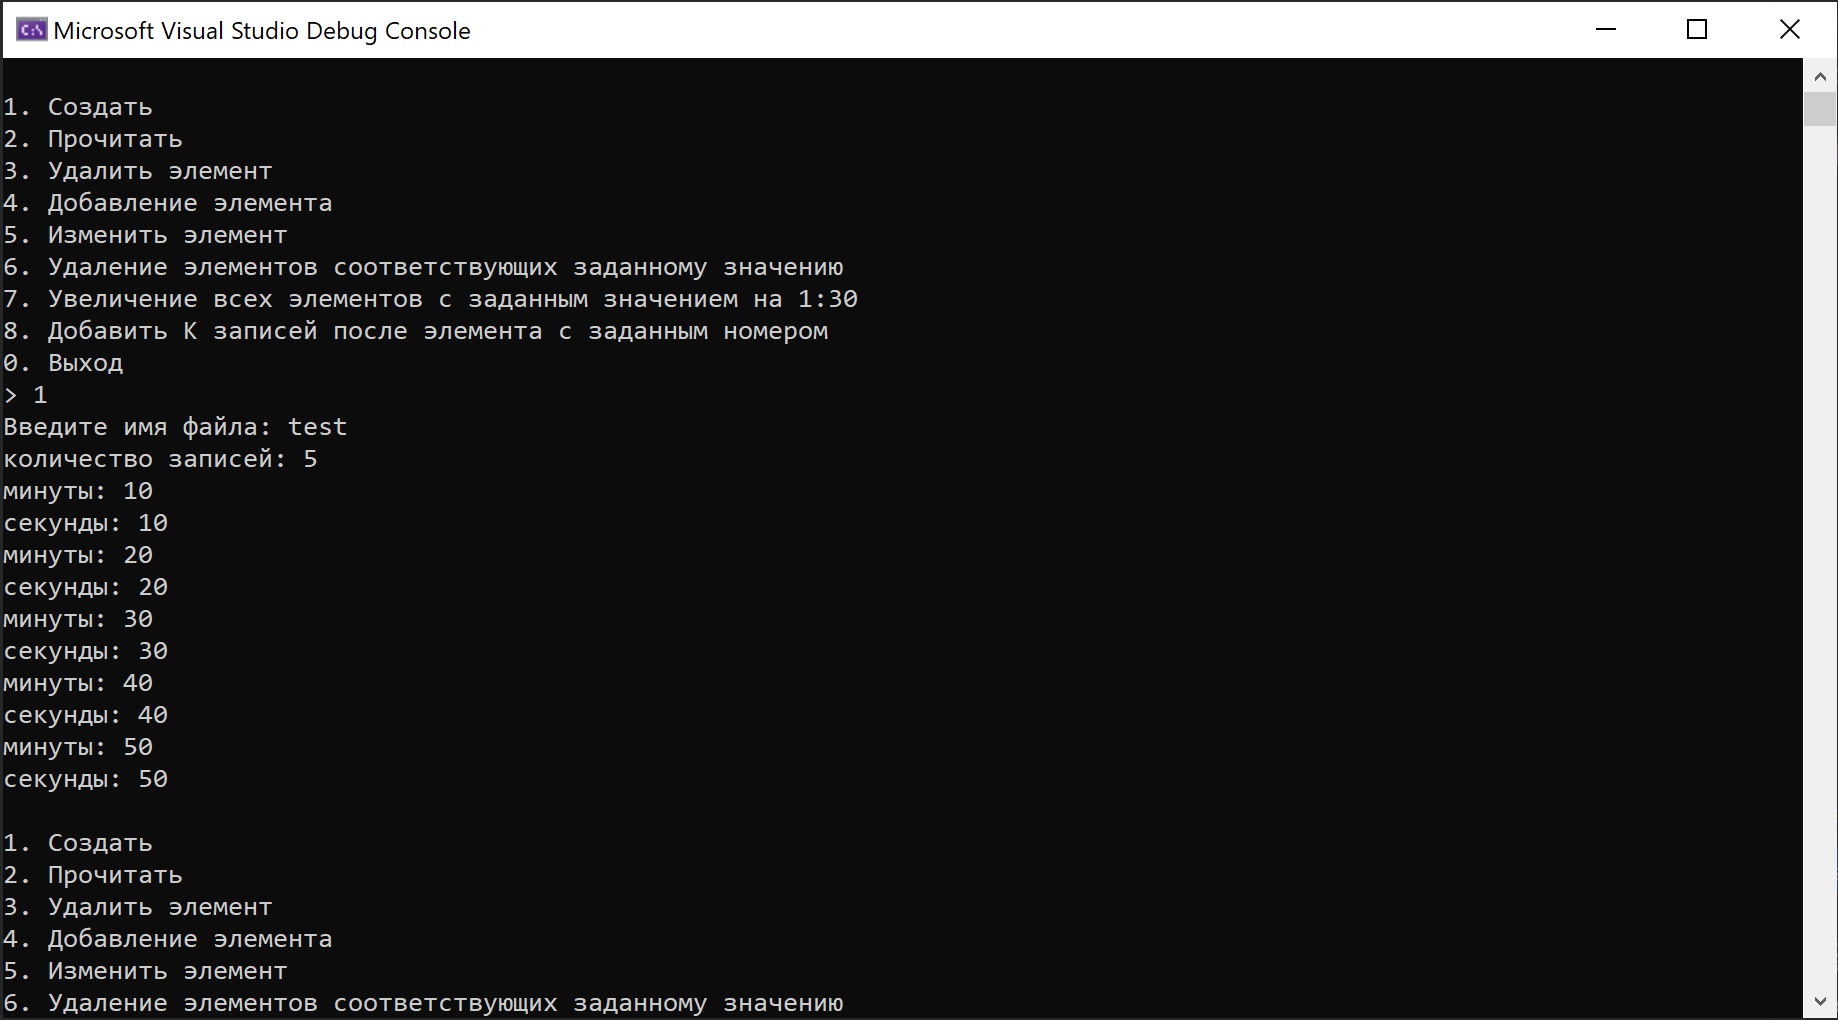 Microsoft Visual Studio Debug Console
1. Создать
2. Прочитать
3. Удалить элемент
4. Добавление элемента
5. Изменить элемент
6. Удаление элементов соответствующих заданному значению
7. Увеличение всех элементов с заданным значением на 1:30
8. Добавить К записей после элемента с заданным номером
0. Выход
> 1
Введите имя файла: test
количество записей: 5
минуты: 10
секунды: 10
минуты: 20
секунды: 20
минуты: 30
секунды: 30
минуты: 40
секунды: 40
минуты: 50
секунды: 50
1. Создать
2. Прочитать
3. Удалить элемент
4. Добавление элемента
5. Изменить элемент
6. Удаление элементов соответствующих заданному значению